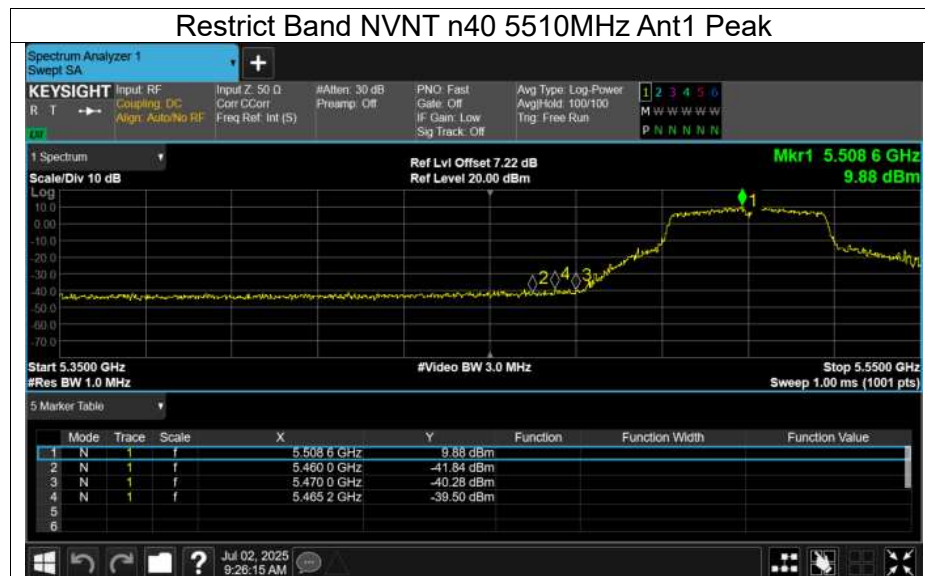 Restrict Band NVNT n40 5510MHz Ant1 Peak
Spectrum Analyzer 1
Swept SA
+
KEYSIGHT Input: RF Input Z: 50 Ω #Atten: 30 dB PNO: Fast Avg Type: Log-Power 1 2 3 4 5 6
R T Coupling: DC Corr CCorr Preamp: Off Gate: Off Avg|Hold: 100/100 M W W W W W
Align: Auto/No RF Freq Ref: Int (S) IF Gain: Low Trig: Free Run
Sig Track: Off P N N N N N
LXI
1 Spectrum Ref Lvl Offset 7.22 dB Mkr1 5.508 6 GHz
Scale/Div 10 dB Ref Level 20.00 dBm 9.88 dBm
Log
10.0
0.00
-10.0
-20.0
-30.0
-40.0
-50.0
-60.0
-70.0
1
2 4 3
Start 5.3500 GHz #Video BW 3.0 MHz Stop 5.5500 GHz
#Res BW 1.0 MHz Sweep 1.00 ms (1001 pts)
5 Marker Table
Mode Trace Scale X Y Function Function Width Function Value
1 N 1 f 5.508 6 GHz 9.88 dBm
2 N 1 f 5.460 0 GHz -41.84 dBm
3 N 1 f 5.470 0 GHz -40.28 dBm
4 N 1 f 5.465 2 GHz -39.50 dBm
5
6
? Jul 02, 2025
9:26:15 AM